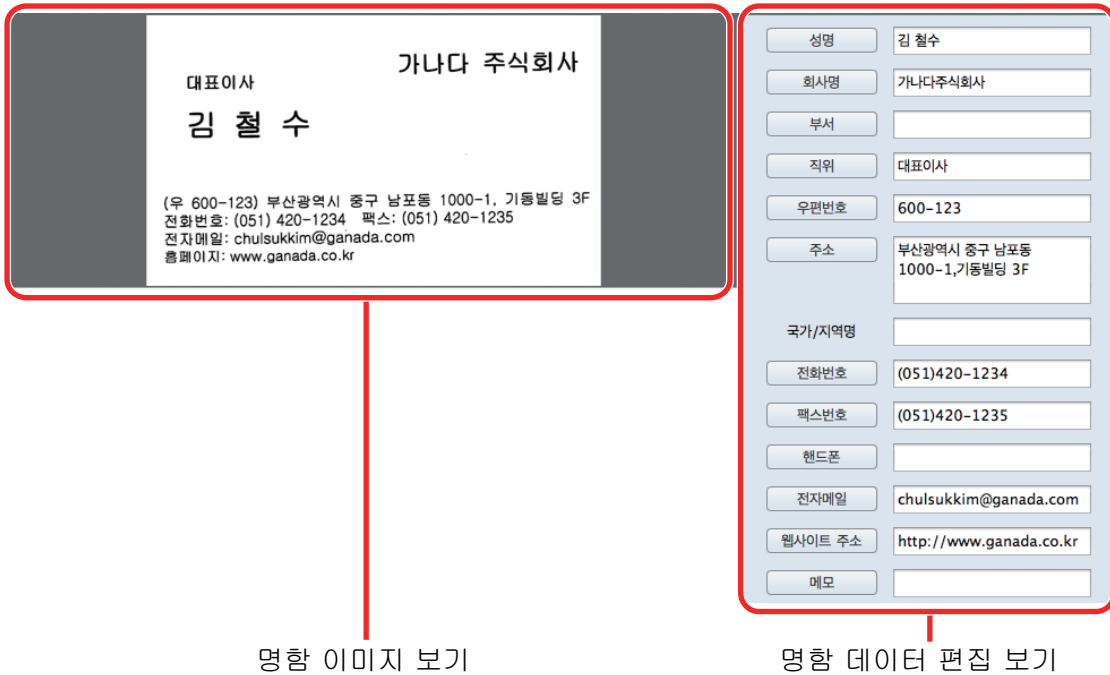 가나다 주식회사
대표이사
김 철 수
(우 600-123) 부산광역시 중구 남포동 1000-1, 기동빌딩 3F
전화번호: (051) 420-1234 팩스: (051) 420-1235
전자메일: chulsukkim@ganada.com
홈페이지: www.ganada.co.kr
성명 김 철수
회사명 가나다주식회사
부서
직위 대표이사
우편번호 600-123
주소 부산광역시 중구 남포동
1000-1,기동빌딩 3F
국가/지역명
전화번호 (051)420-1234
팩스번호 (051)420-1235
핸드폰
전자메일 chulsukkim@ganada.com
웹사이트 주소 http://www.ganada.co.kr
메모
명함 이미지 보기
명함 데이터 편집 보기